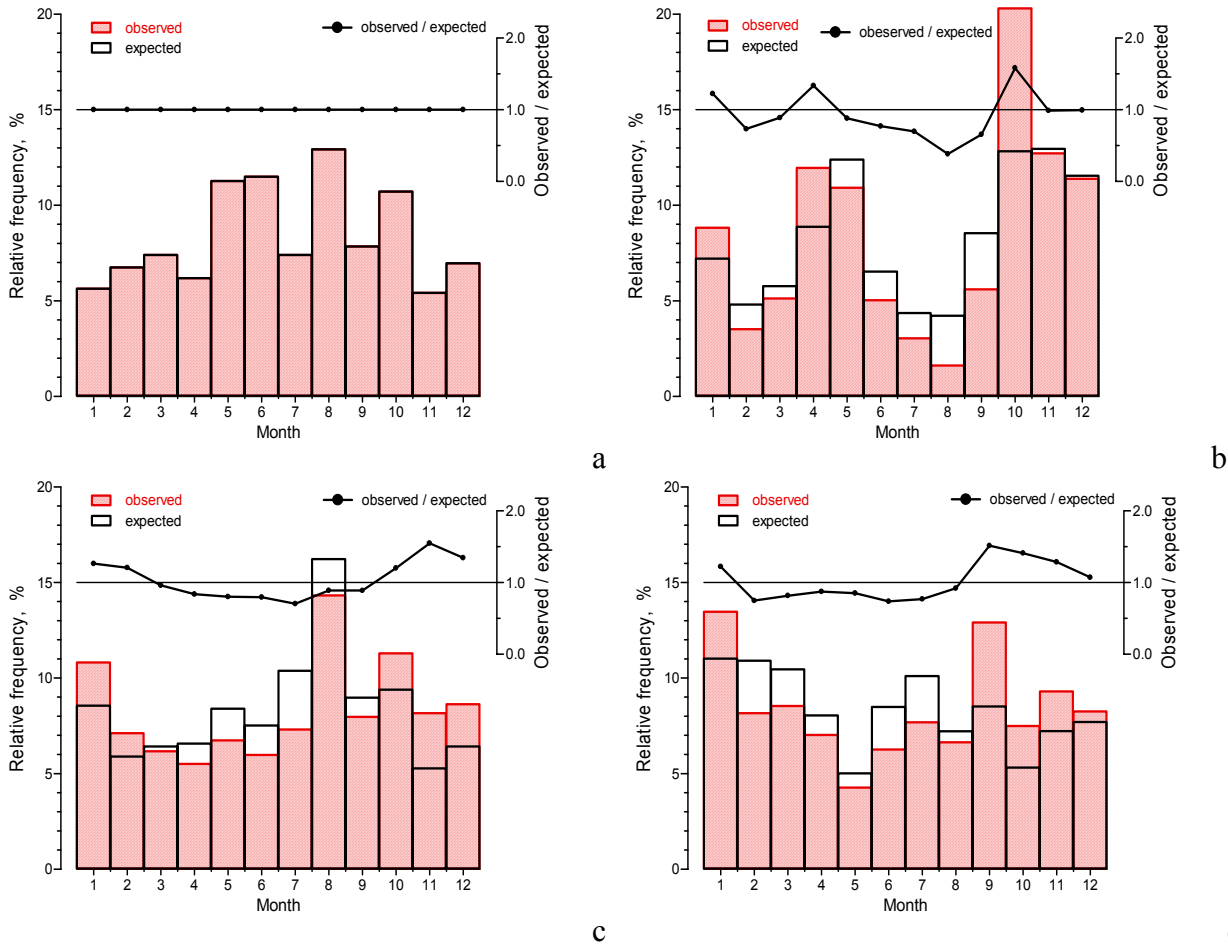 20
15
10
5
0
Relative frequency, %
observed
expected
observed / expected
2.0
1.0
0.0
Observed / expected
1 2 3 4 5 6 7 8 9 10 11 12
Month
a
20
15
10
5
0
Relative frequency, %
observed
expected
obeserved / expected
2.0
1.0
0.0
Observed / expected
1 2 3 4 5 6 7 8 9 10 11 12
Month
b
20
15
10
5
0
Relative frequency, %
observed
expected
observed / expected
2.0
1.0
0.0
Observed / expected
1 2 3 4 5 6 7 8 9 10 11 12
Month
c
20
15
10
5
0
Relative frequency, %
observed
expected
observed / expected
2.0
1.0
0.0
Observed / expected
1 2 3 4 5 6 7 8 9 10 11 12
Month